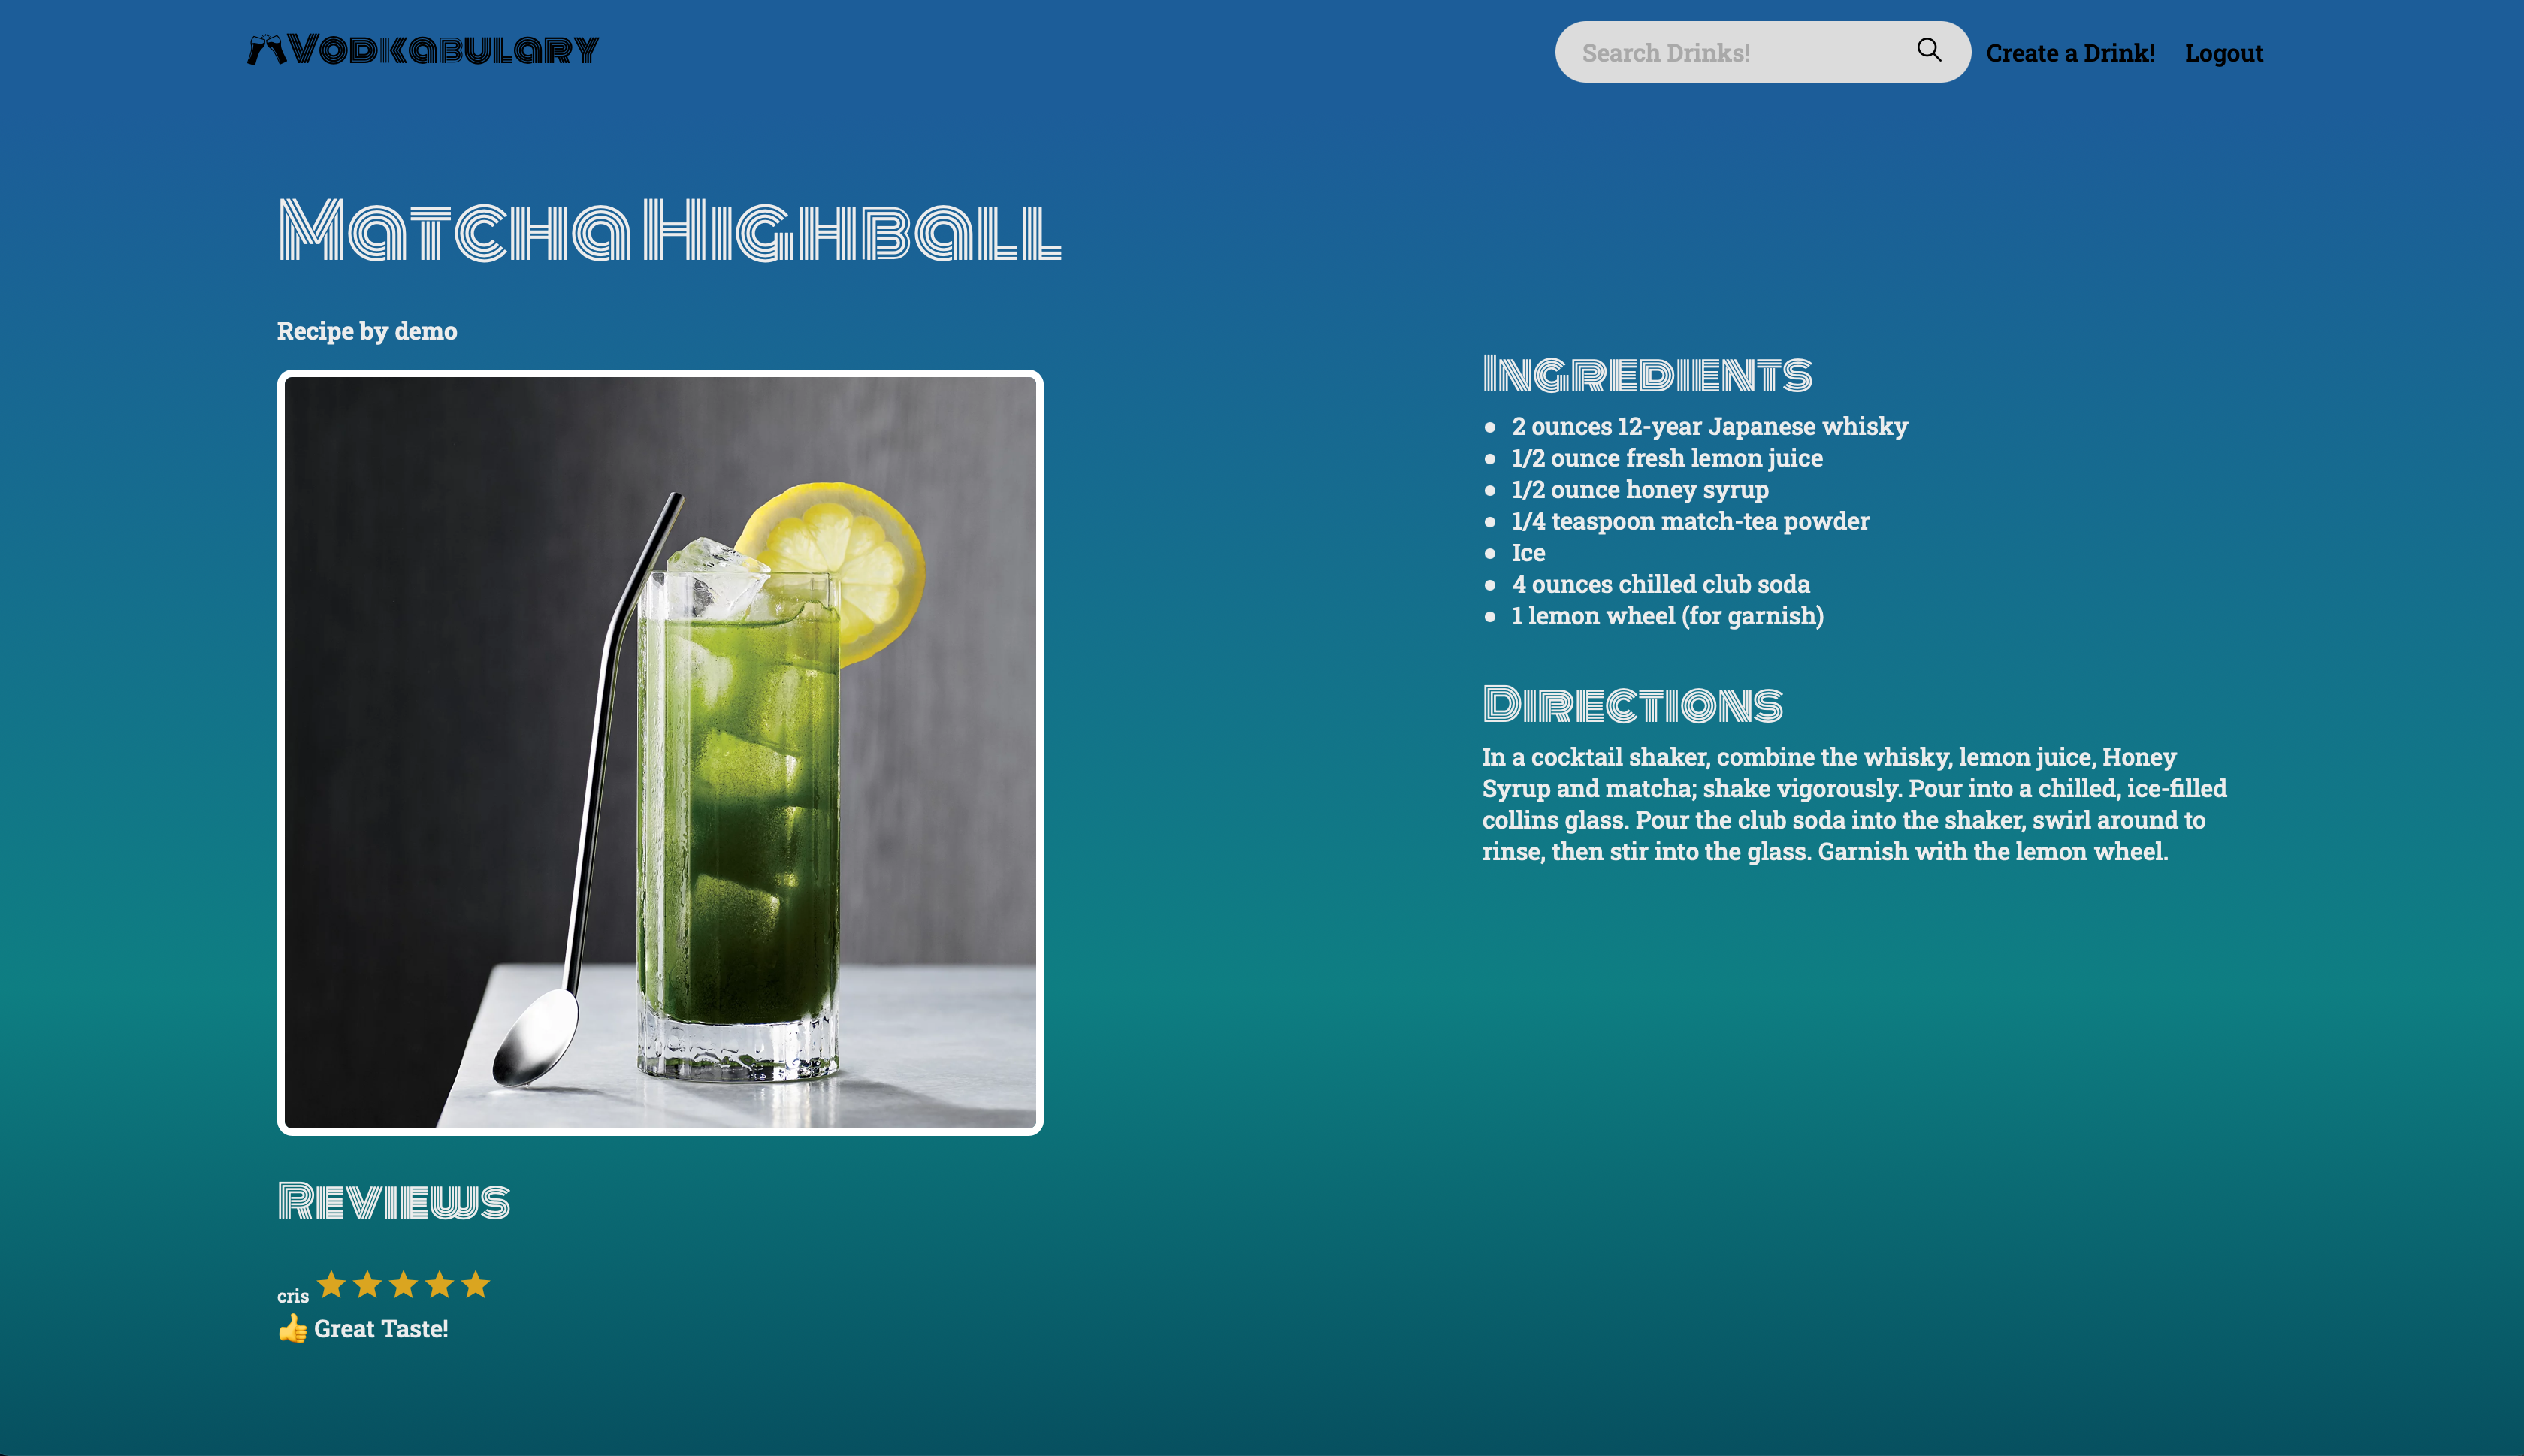 Vodkabulary
Search Drinks!
Create a Drink!
Logout
Matcha Highball
Recipe by demo
Ingredients
● 2 ounces 12-year Japanese whisky
● 1/2 ounce fresh lemon juice
● 1/2 ounce honey syrup
● 1/4 teaspoon match-tea powder
● Ice
● 4 ounces chilled club soda
● 1 lemon wheel (for garnish)
Directions
In a cocktail shaker, combine the whisky, lemon juice, Honey
Syrup and matcha; shake vigorously. Pour into a chilled, ice-filled
collins glass. Pour the club soda into the shaker, swirl around to
rinse, then stir into the glass. Garnish with the lemon wheel.
Reviews
cris ★★★★★
👍 Great Taste!